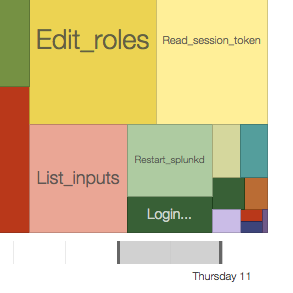 Edit_roles
Read_session_token
List_inputs
Restart_splunkd
Login...
Thursday 11